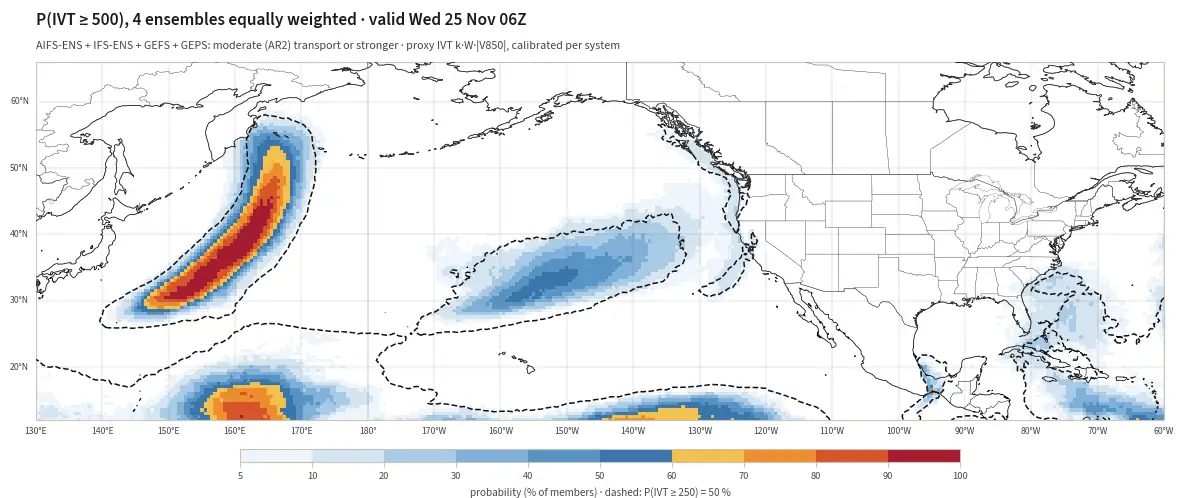 P(IVT ≥ 500), 4 ensembles equally weighted · valid Wed 25 Nov 06Z
AIFS-ENS + IFS-ENS + GEFS + GEPS: moderate (AR2) transport or stronger · proxy IVT k·W·|V850|, calibrated per system
60°N
50°N
40°N
30°N
20°N
130°E 140°E 150°E 160°E 170°E 180° 170°W 160°W 150°W 140°W 130°W 120°W 110°W 100°W 90°W 80°W 70°W 60°W
5 10 20 30 40 50 60 70 80 90 100
probability (% of members) · dashed: P(IVT ≥ 250) = 50 %